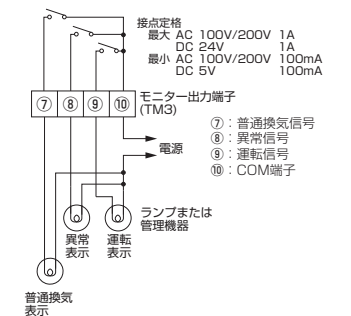 接点定格
最大 AC 100V/200V 1A
DC 24V 1A
最小 AC 100V/200V 100mA
DC 5V 100mA
⑦ ⑧ ⑨ ⑩
モニター出力端子
(TM3)
電源
⑦：普通換気信号
⑧：異常信号
⑨：運転信号
⑩：COM端子
ランプまたは
管理機器
異常
表示
運転
表示
普通換気
表示